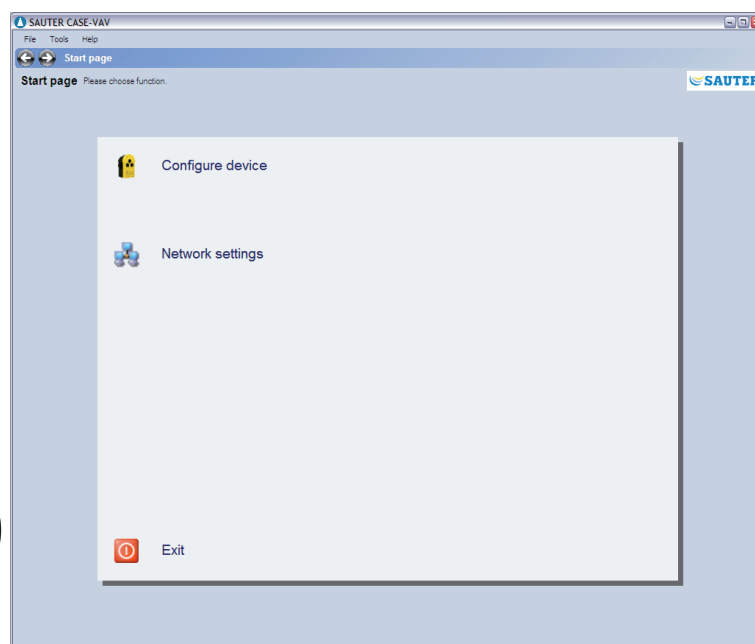 SAUTER CASE-VAV
File Tools Help
Start page
Start page Please choose function.
SAUTER
Configure device
Network settings
Exit